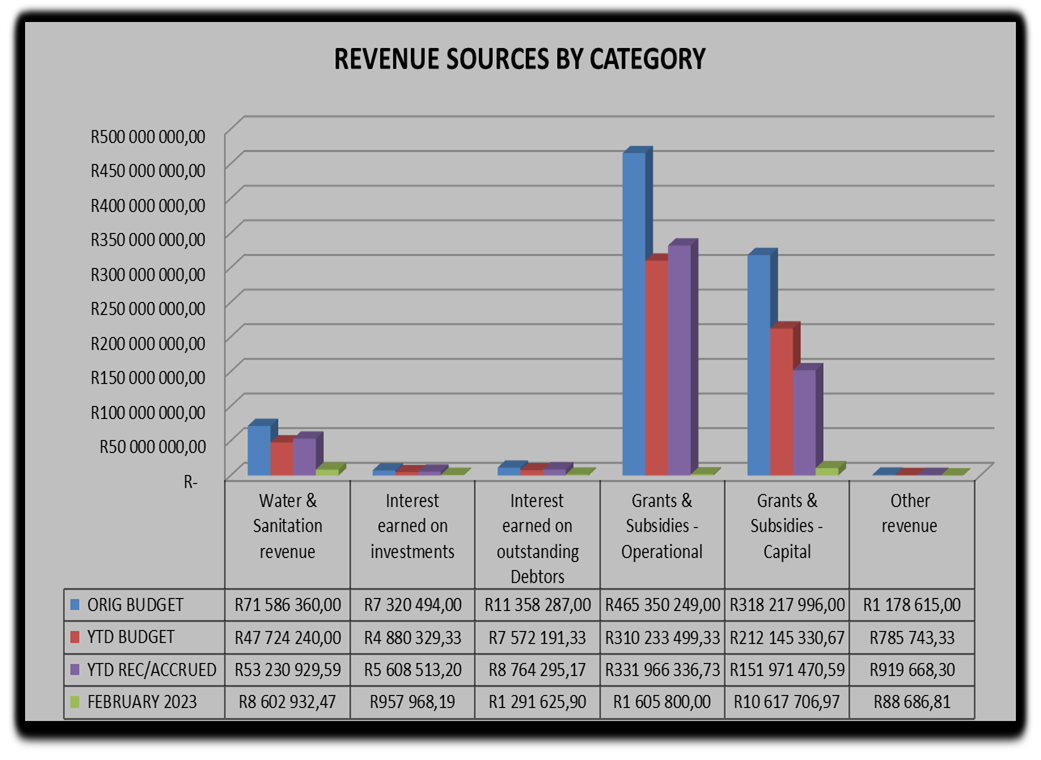 REVENUE SOURCES BY CATEGORY
R500 000 000,00
R450 000 000,00
R400 000 000,00
R350 000 000,00
R300 000 000,00
R250 000 000,00
R200 000 000,00
R150 000 000,00
R100 000 000,00
R50 000 000,00
R-
Water &
Sanitation
revenue
Interest
earned on
investments
Interest
earned on
outstanding
Debtors
Grants &
Subsidies -
Operational
Grants &
Subsidies -
Capital
Other
revenue
ORIG BUDGET R71 586 360,00 R7 320 494,00 R11 358 287,00 R465 350 249,00 R318 217 996,00 R1 178 615,00
YTD BUDGET R47 724 240,00 R4 880 329,33 R7 572 191,33 R310 233 499,33 R212 145 330,67 R785 743,33
YTD REC/ACCRUED R53 230 929,59 R5 608 513,20 R8 764 295,17 R331 966 336,73 R151 971 470,59 R919 668,30
FEBRUARY 2023 R8 602 932,47 R957 968,19 R1 291 625,90 R1 605 800,00 R10 617 706,97 R88 686,81